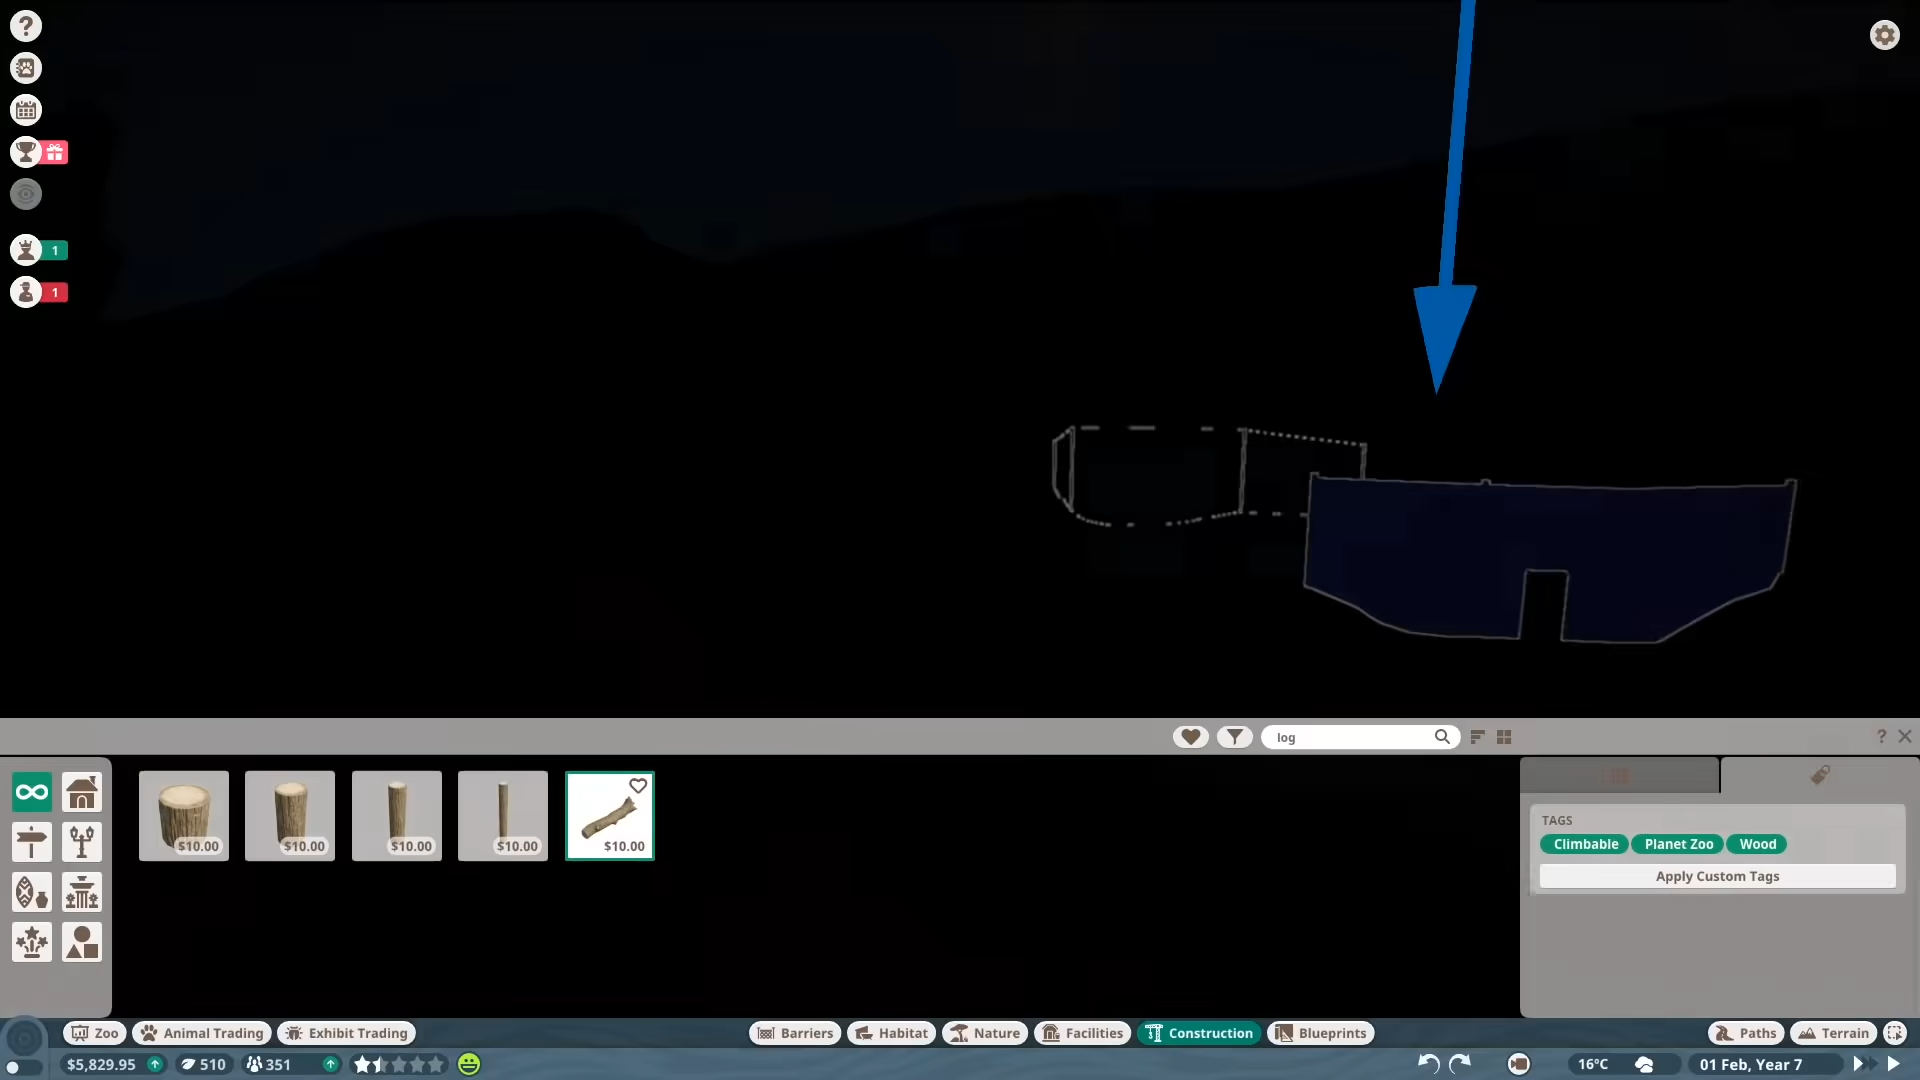 ?
1
1
log
?
$10.00
$10.00
$10.00
$10.00
$10.00
TAGS
Climbable
Planet Zoo
Wood
Apply Custom Tags
Zoo
Animal Trading
Exhibit Trading
Barriers
Habitat
Nature
Facilities
Construction
Blueprints
Paths
Terrain
$5,829.95
510
351
16°C
01 Feb, Year 7